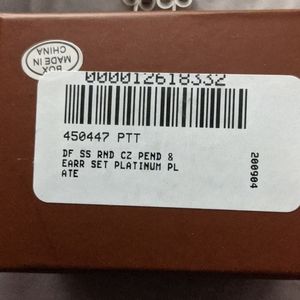 BOX
MADE IN
CHINA
000012618332
450447 PTT
DF SS RND CZ PEND &
EARR SET PLATINUM PL
ATE
200904